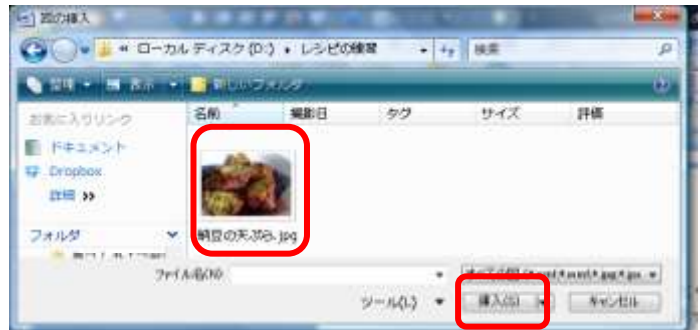 図の挿入
ローカル ディスク (D:) レシピの練習 検索
整理 表示 新しいフォルダ
お気に入りリンク
名前 撮影日 タグ サイズ 評価
ドキュメント
Dropbox
詳細 »
フォルダ
納豆の天ぷら.jpg
ファイル名(N):
ツール(L)
挿入(S)
キャンセル